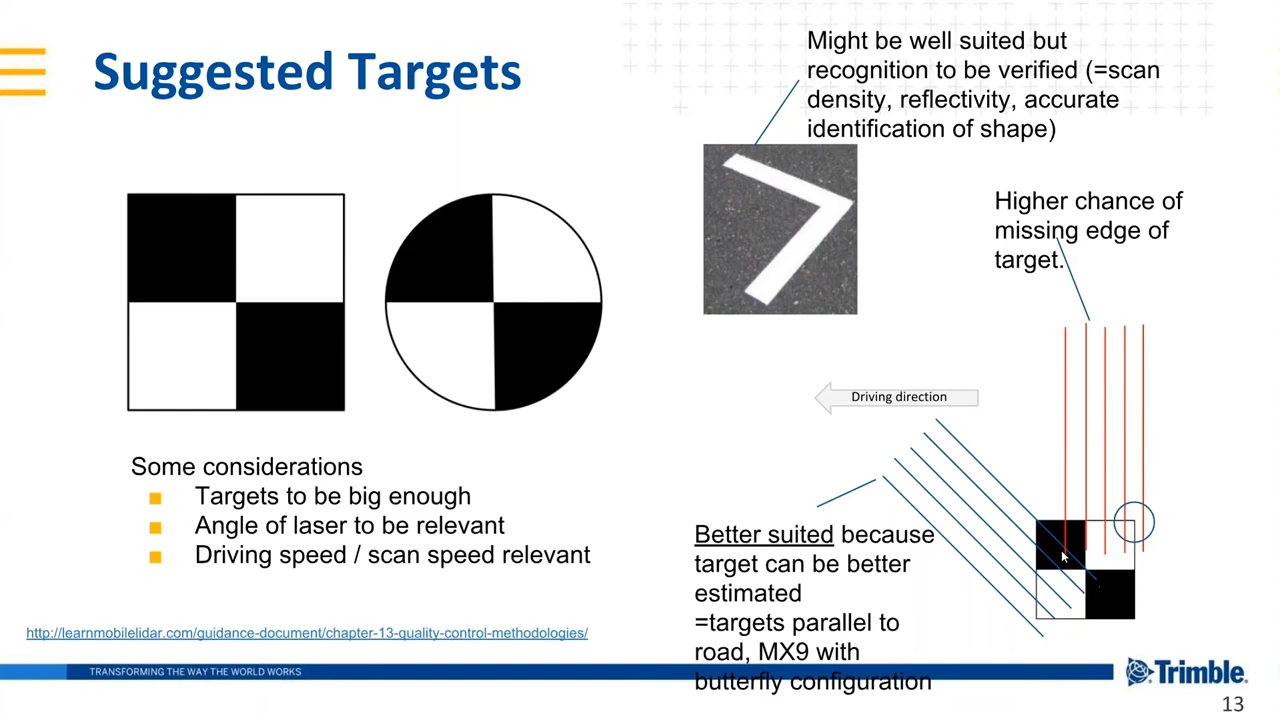 Suggested Targets
Might be well suited but
recognition to be verified (=scan
density, reflectivity, accurate
identification of shape)
Higher chance of
missing edge of
target.
Driving direction
Some considerations
Targets to be big enough
Angle of laser to be relevant
Driving speed / scan speed relevant
Better suited because
target can be better
estimated
=targets parallel to
road, MX9 with
butterfly configuration
http://learnmobilelidar.com/guidance-document/chapter-13-quality-control-methodologies/
TRANSFORMING THE WAY THE WORLD WORKS
Trimble.
13